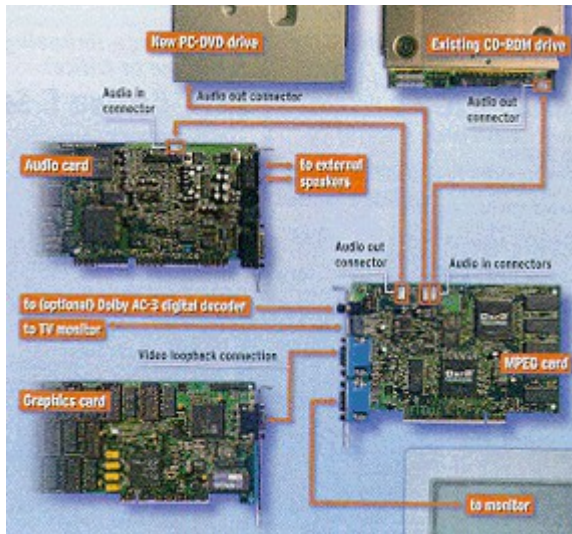 New PC-DVD drive
Existing CD-ROM drive
Audio in
connector
Audio out connector
Audio out
connector
Audio card
to external
speakers
Audio out
connector
Audio in connectors
to (optional) Dolby AC-3 digital decoder
to TV monitor
Video loopback connection
MPEG card
Graphics card
to monitor